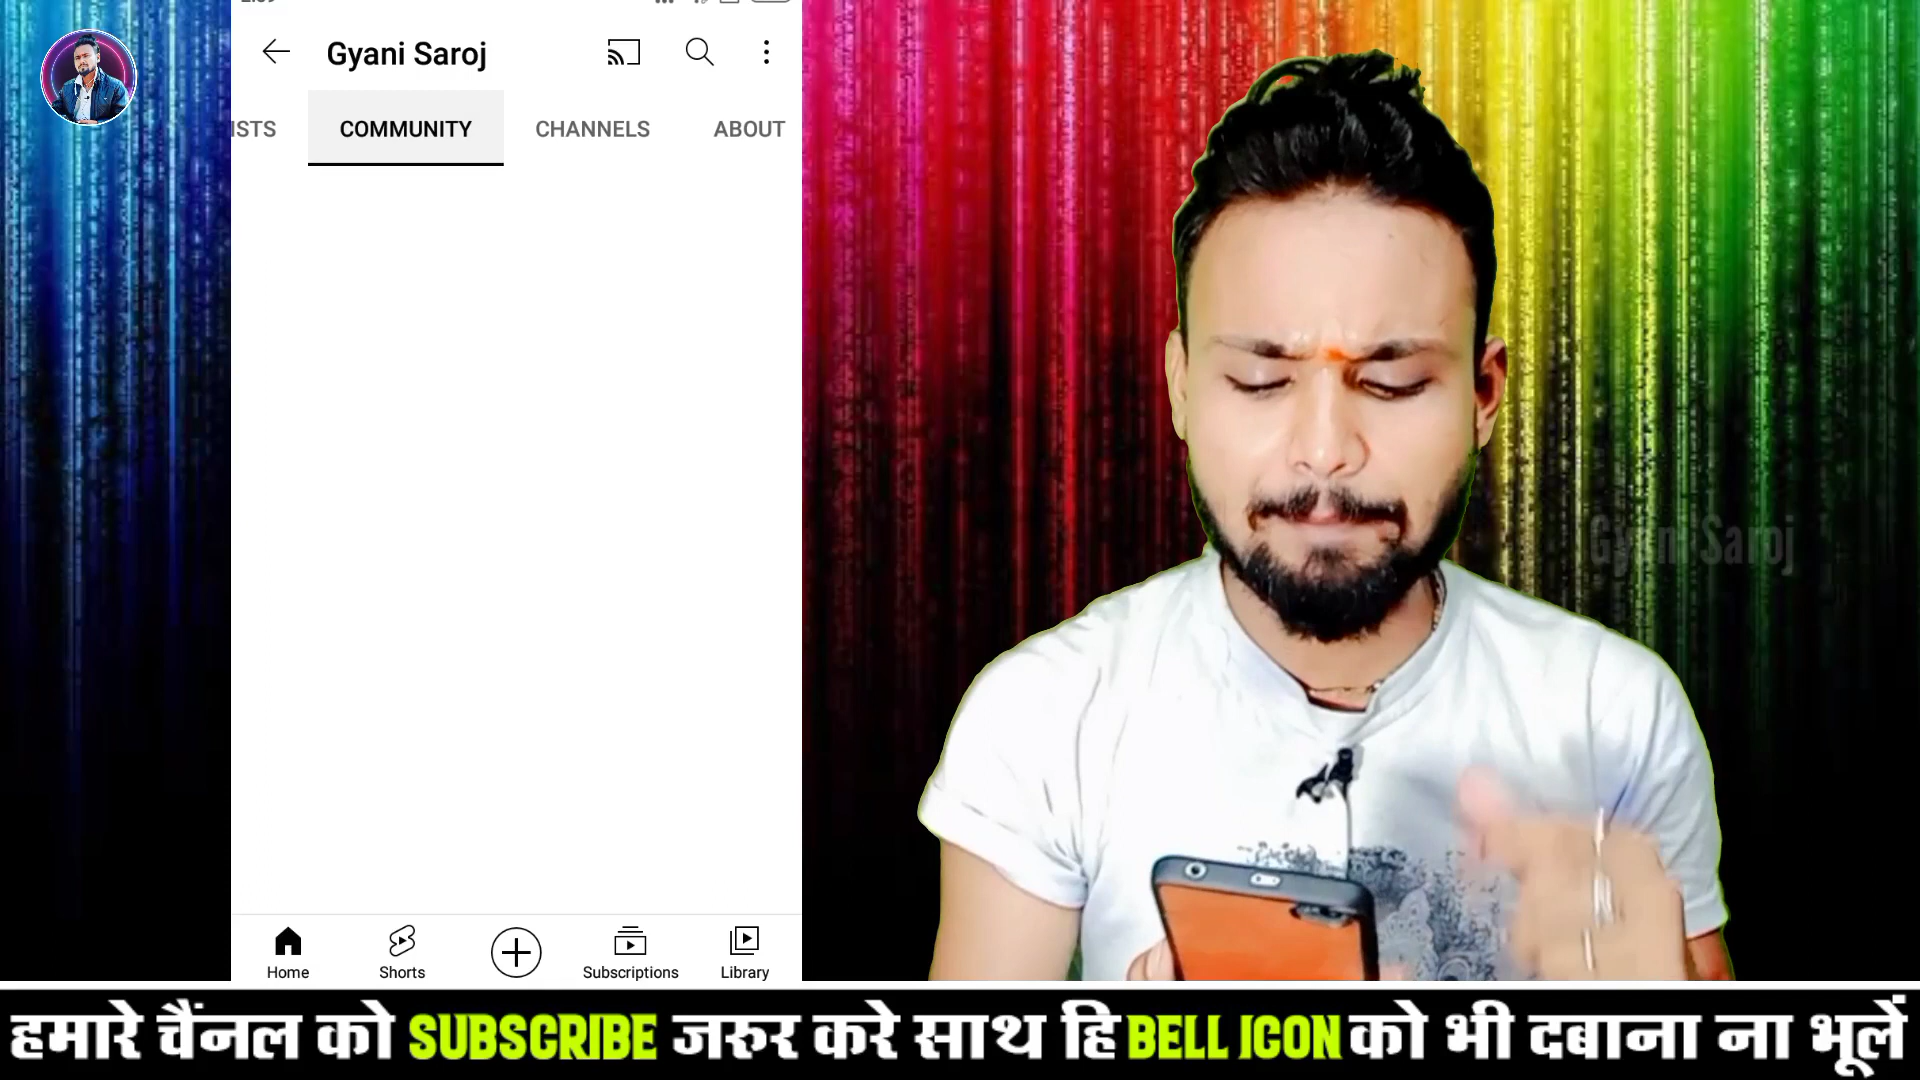 Gyani Saroj
ISTS COMMUNITY CHANNELS ABOUT
Gyani Saroj
Home Shorts Subscriptions Library
हमारे चैंनल को SUBSCRIBE जरुर करे साथ हि BELL ICON को भी दबाना ना भूलें